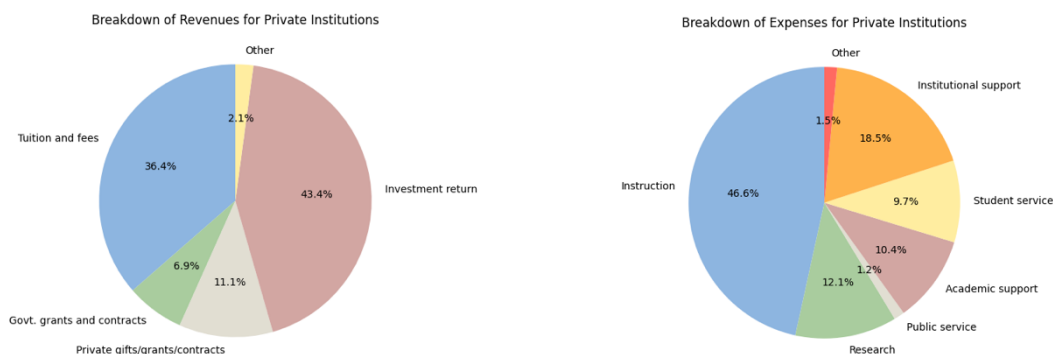 Breakdown of Revenues for Private Institutions
Other
2.1%
Tuition and fees
36.4%
43.4%
Investment return
6.9%
11.1%
Govt. grants and contracts
Private gifts/grants/contracts
Breakdown of Expenses for Private Institutions
Other
Institutional support
1.5%
18.5%
Instruction
46.6%
9.7%
Student service
10.4%
1.2%
12.1%
Academic support
Public service
Research